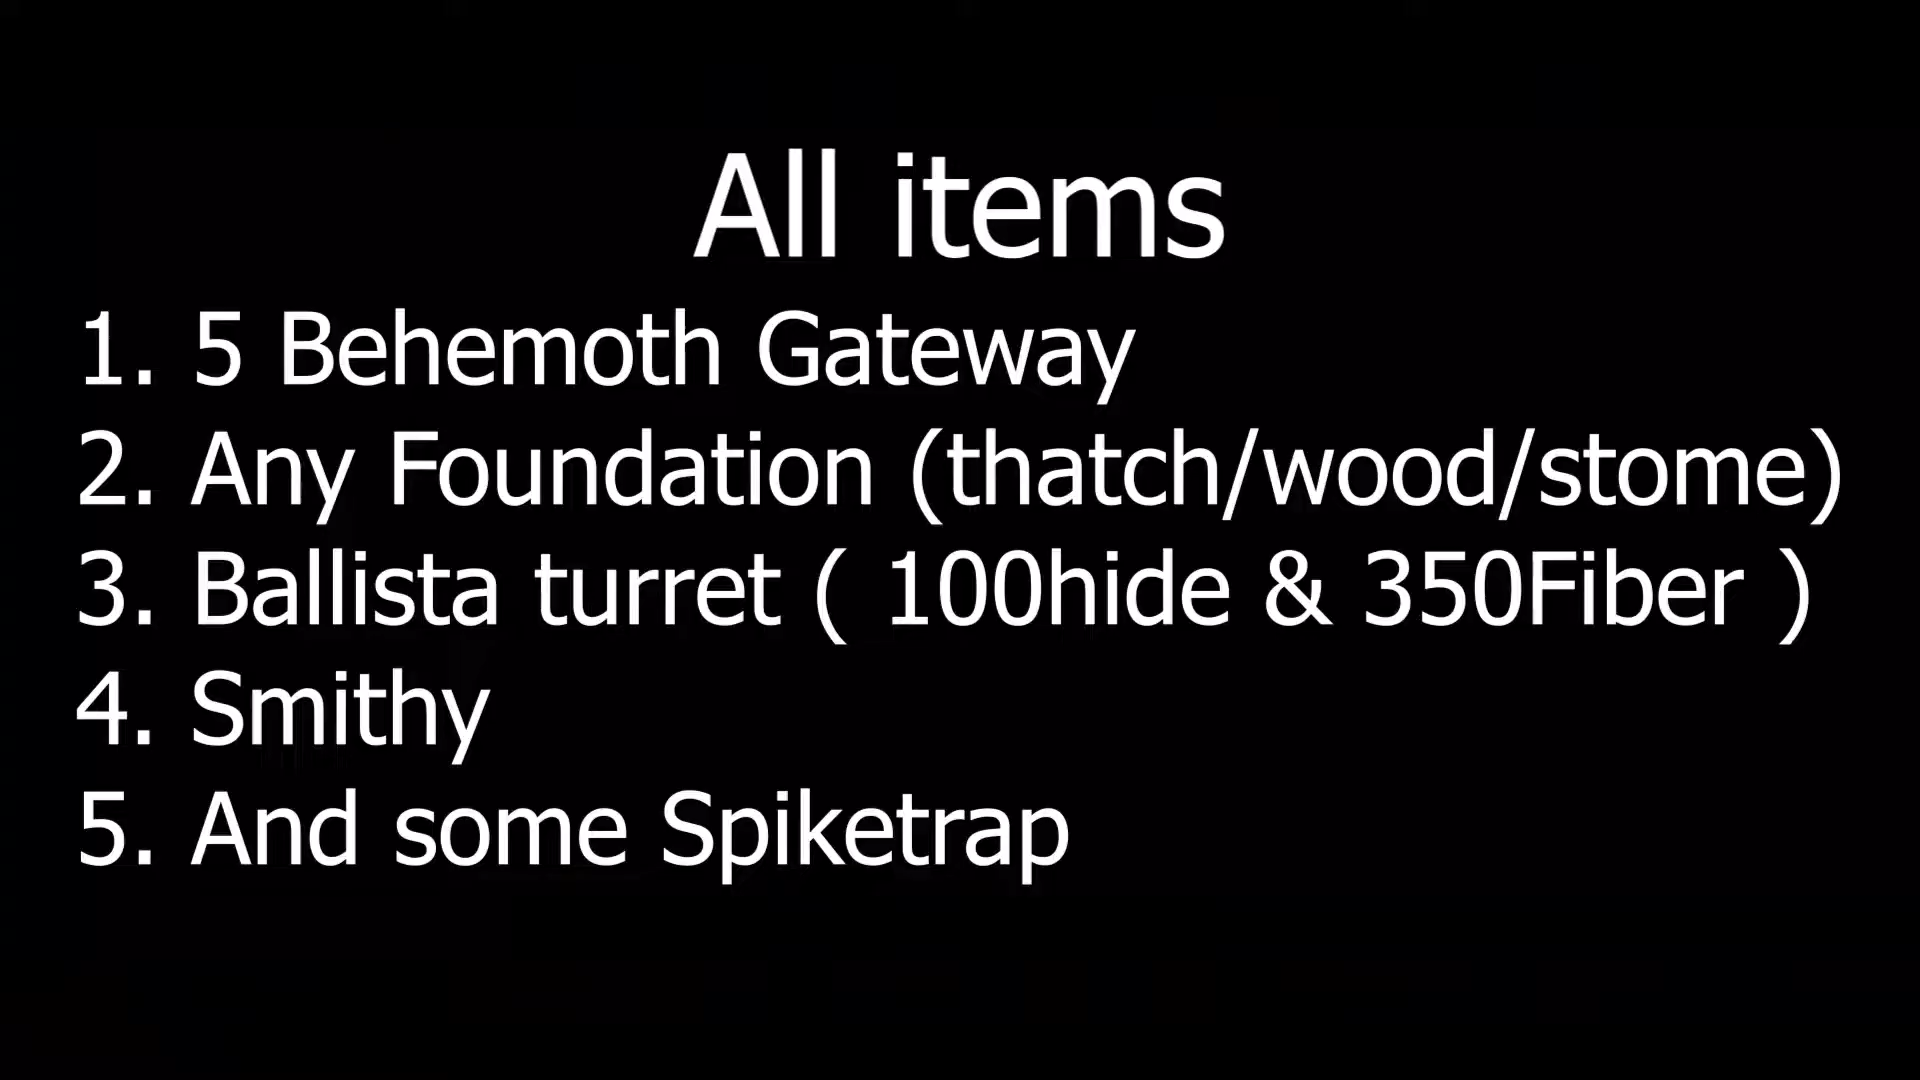 All items
1. 5 Behemoth Gateway
2. Any Foundation (thatch/wood/stome)
3. Ballista turret ( 100hide & 350Fiber )
4. Smithy
5. And some Spiketrap